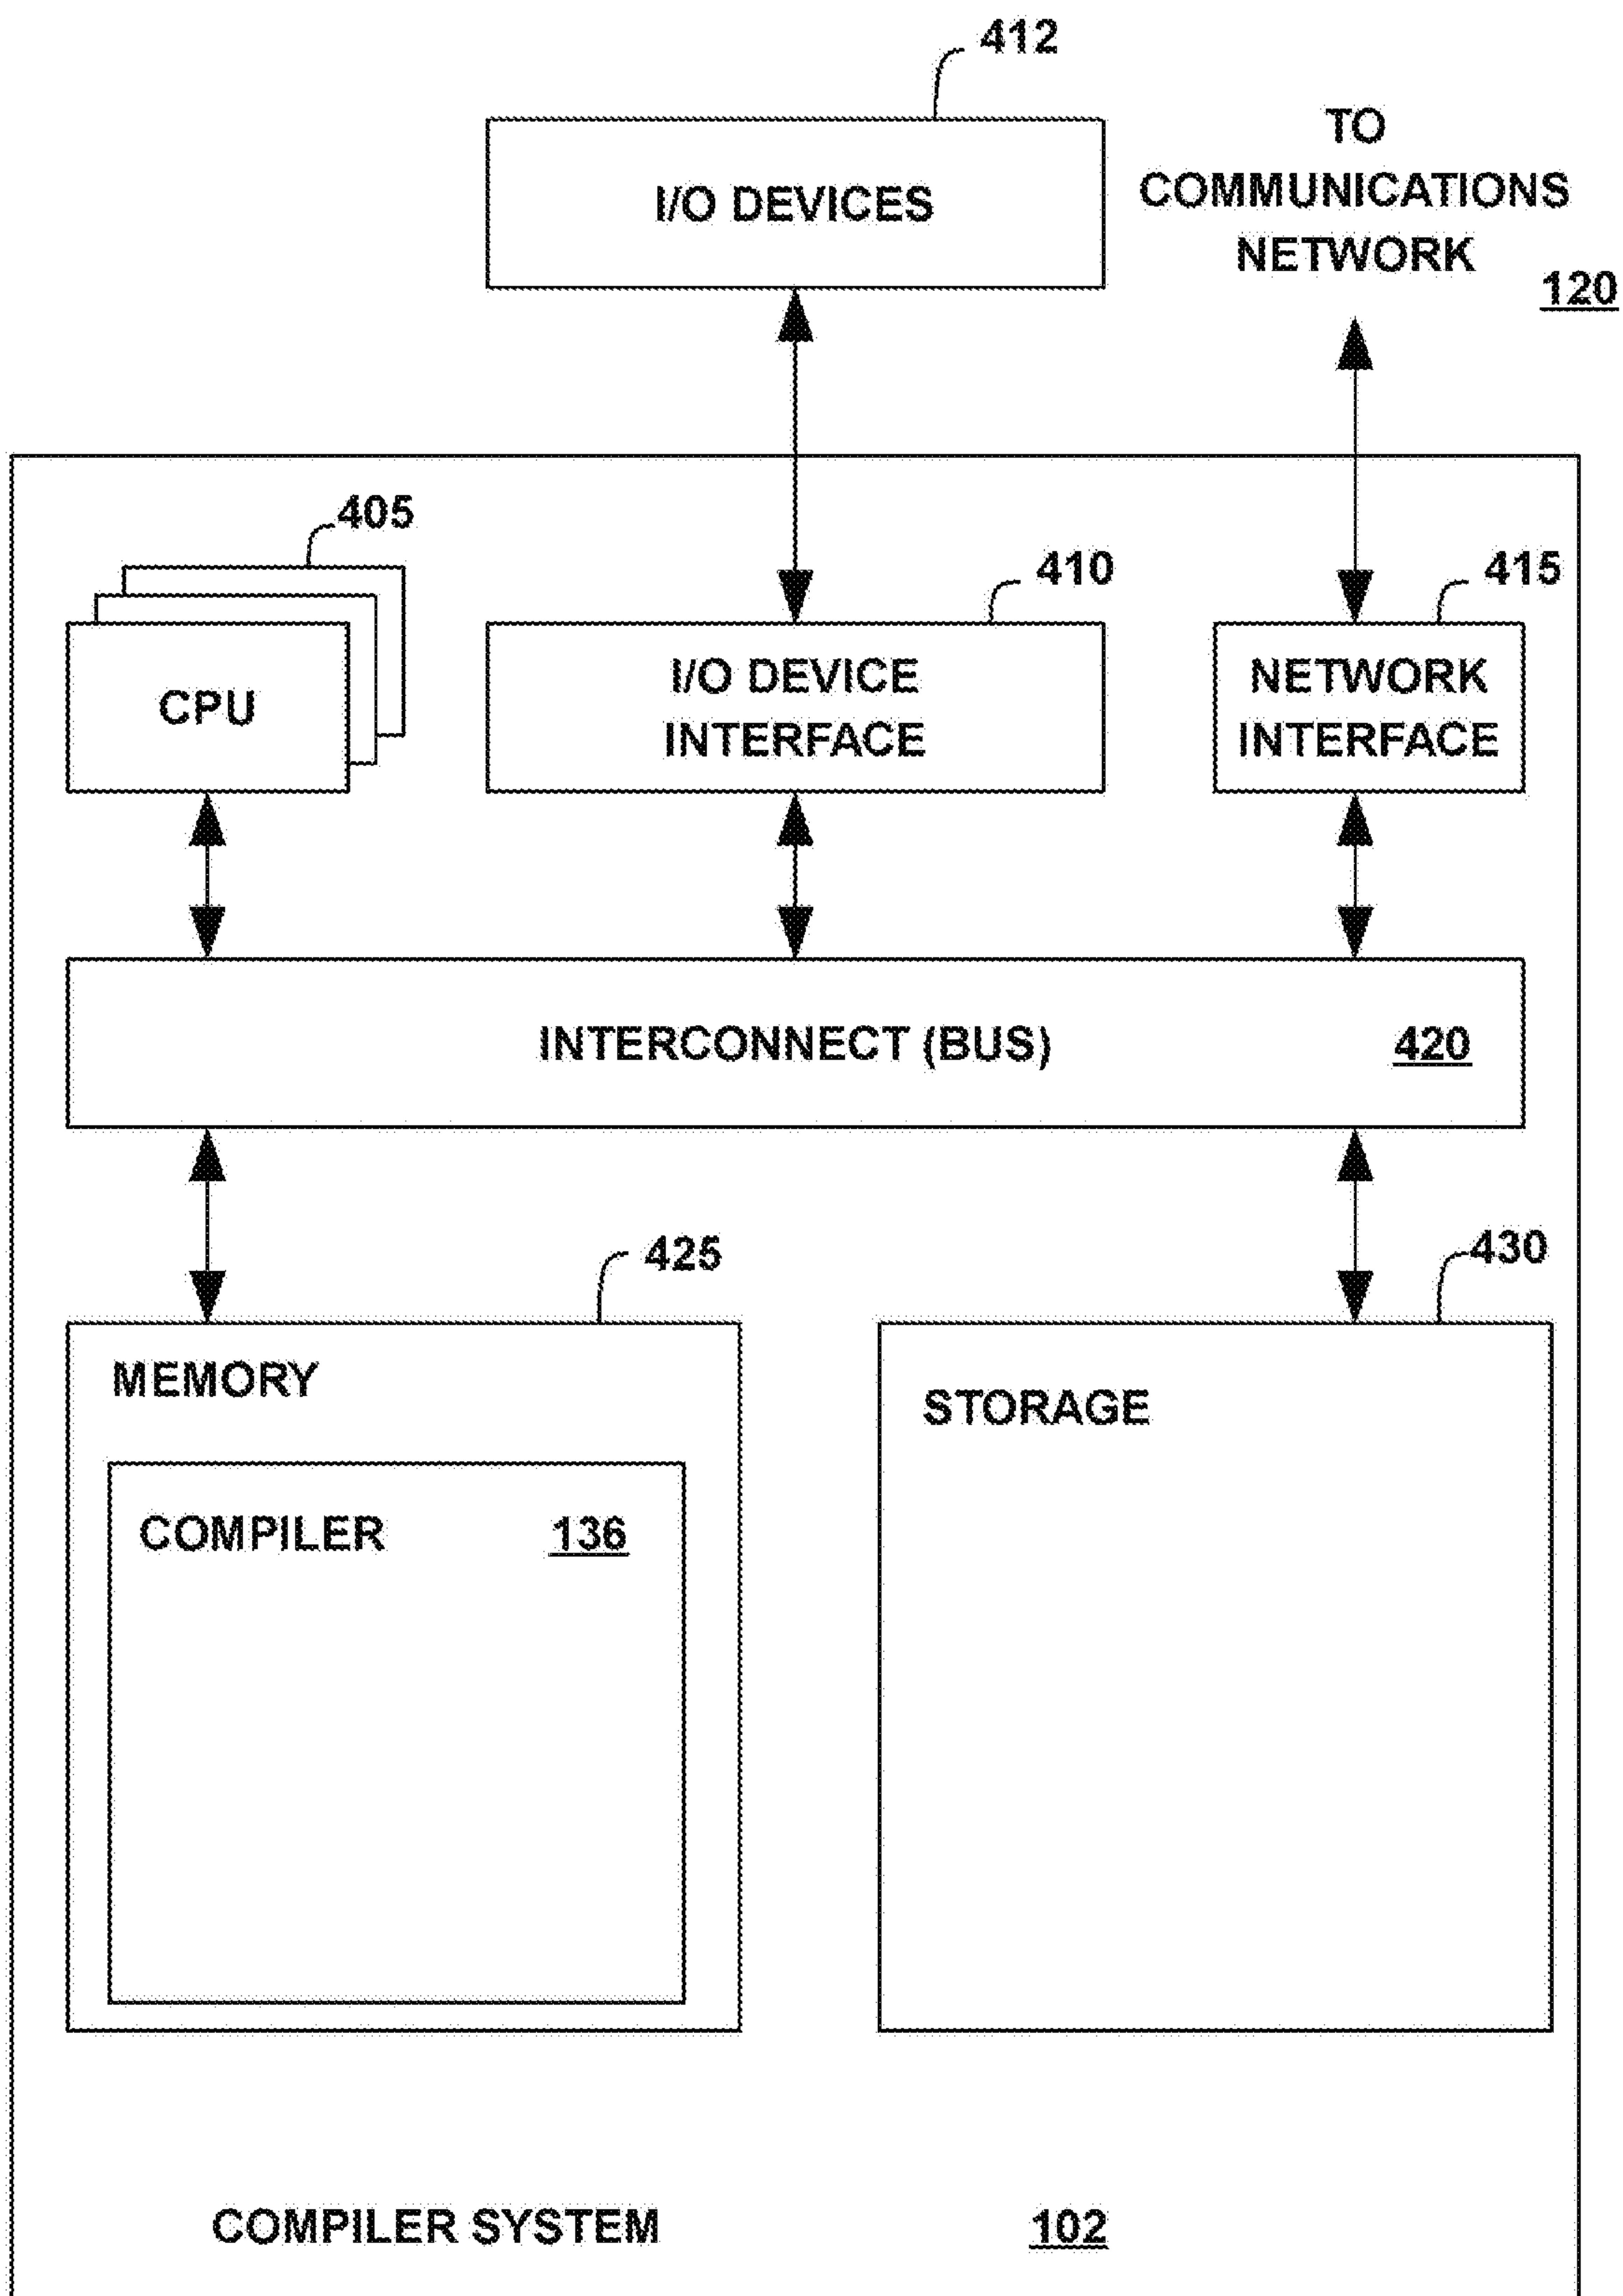 412
I/O DEVICES
TO
COMMUNICATIONS
NETWORK
120
405
410
415
CPU
I/O DEVICE
INTERFACE
NETWORK
INTERFACE
INTERCONNECT (BUS)
420
425
430
MEMORY
STORAGE
COMPILER
136
COMPILER SYSTEM
102